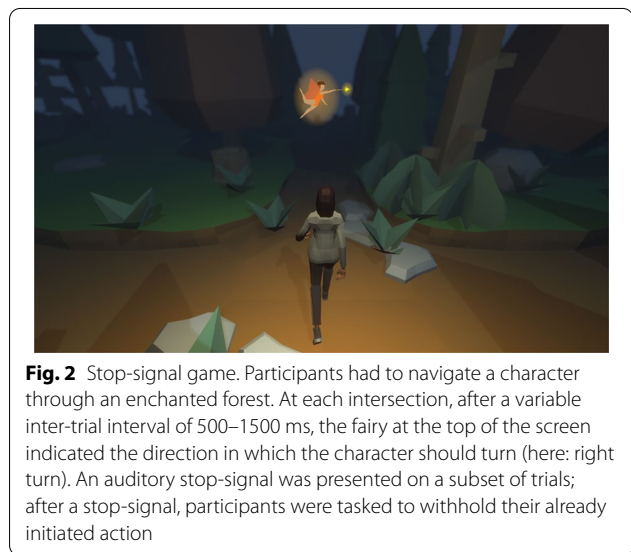 Fig. 2 Stop-signal game. Participants had to navigate a character
through an enchanted forest. At each intersection, after a variable
inter-trial interval of 500–1500 ms, the fairy at the top of the screen
indicated the direction in which the character should turn (here: right
turn). An auditory stop-signal was presented on a subset of trials;
after a stop-signal, participants were tasked to withhold their already
initiated action